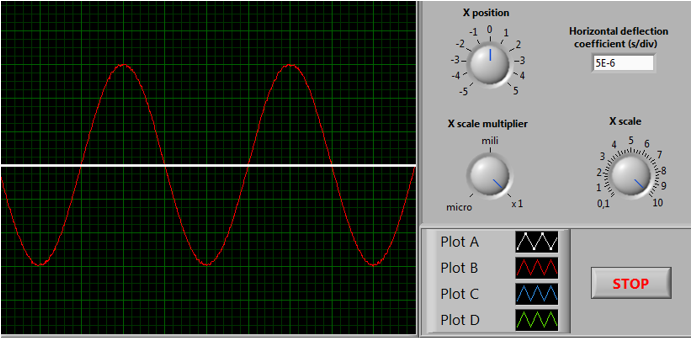 X position
-5 -4 -3 -2 -1 0 1 2 3 4 5
Horizontal deflection
coefficient (s/div)
5E-6
X scale multiplier
mili
micro
x1
X scale
0,1 1 2 3 4 5 6 7 8 9 10
Plot A
Plot B
Plot C
Plot D
STOP